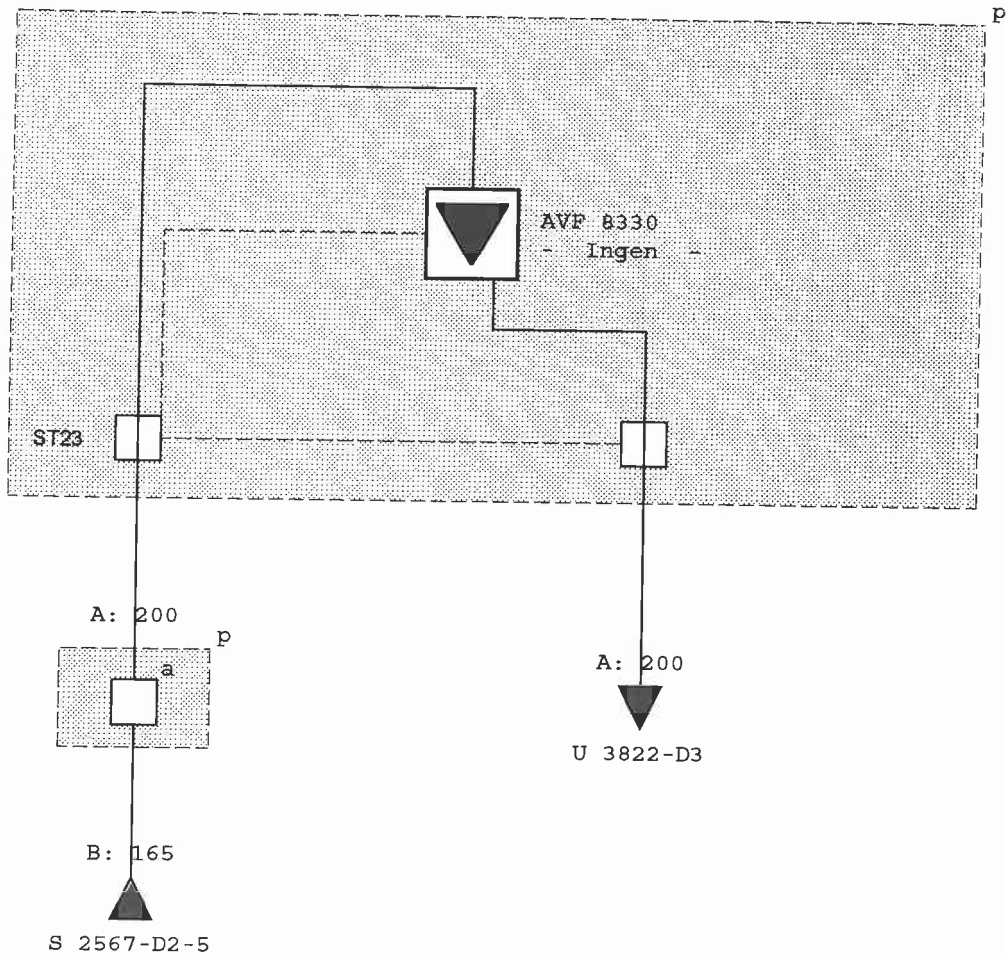 p
AVF 8330
- Ingen -
ST23
A: 200
p
a
A: 200
U 3822-D3
B: 165
S 2567-D2-5